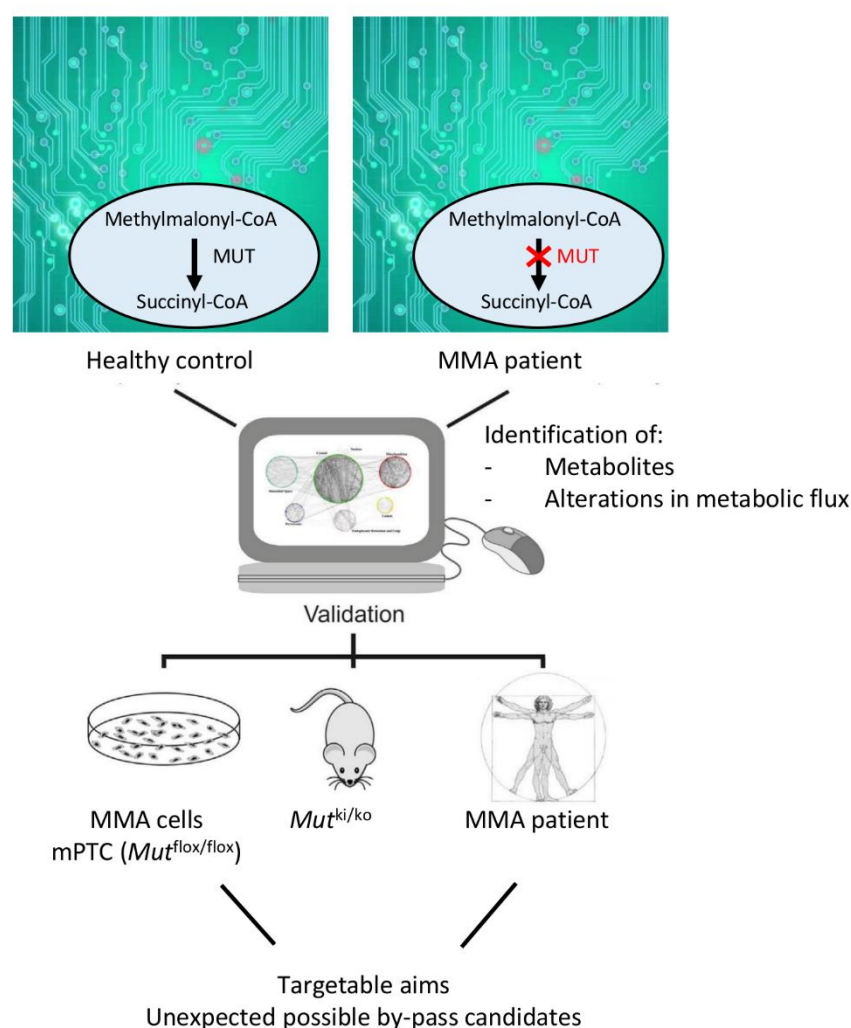 Methylmalonyl-CoA
MUT
Succinyl-CoA
Methylmalonyl-CoA
MUT
Succinyl-CoA
Healthy control
MMA patient
Identification of:
- Metabolites
- Alterations in metabolic flux
Validation
MMA cells
mPTC (Mutflox/flox)
Mutki/ko
MMA patient
Targetable aims
Unexpected possible by-pass candidates